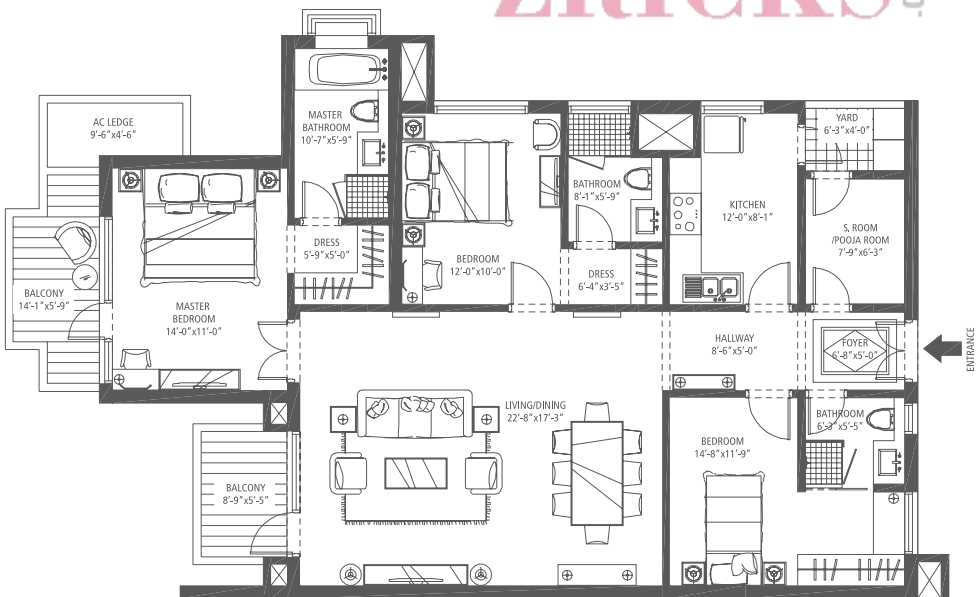 ZRICKS
AC LEDGE
9'-6"x4'-6"
MASTER
BATHROOM
10'-7"x5'-9"
YARD
6'-3"x4'-0"
BATHROOM
8'-1"x5'-9"
KITCHEN
12'-0"x8'-1"
S, ROOM
/POOJA ROOM
7'-9"x6'-3"
DRESS
5'-9"x5'-0"
BEDROOM
12'-0"x10'-0"
DRESS
6'-4"x3'-5"
BALCONY
14'-1"x5'-9"
MASTER
BEDROOM
14'-0"x11'-0"
HALLWAY
8'-6"x5'-0"
FOYER
6'-8"x5'-0"
ENTRANCE
LIVING/DINING
22'-8"x17'-3"
BATHROOM
6'-3"x5'-5"
BEDROOM
14'-8"x11'-9"
BALCONY
8'-9"x5'-5"